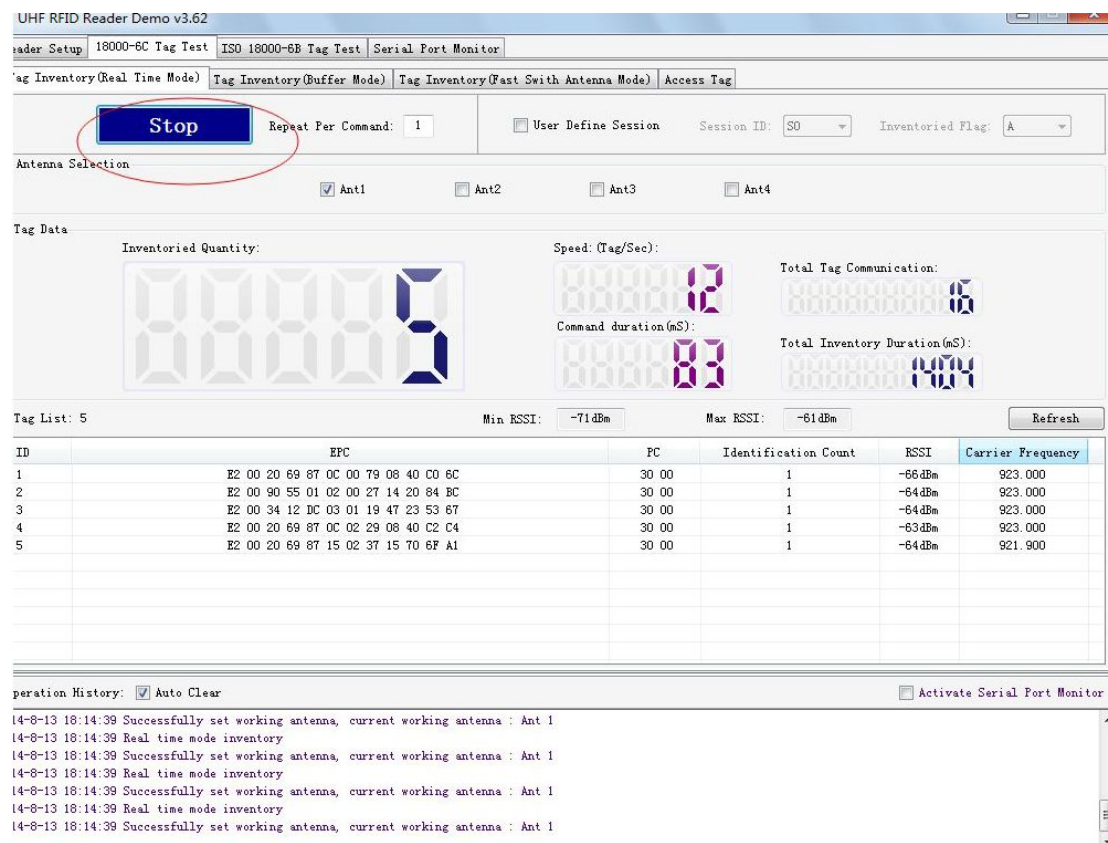 UHF RFID Reader Demo v3.62
eader Setup 18000-6C Tag Test ISO 18000-6B Tag Test Serial Port Monitor
ag Inventory(Real Time Mode) Tag Inventory(Buffer Mode) Tag Inventory(Fast Swith Antenna Mode) Access Tag
Stop Repeat Per Command: 1 User Define Session Session ID: S0 Inventoried Flag: A
Antenna Selection
Ant1 Ant2 Ant3 Ant4
Tag Data
Inventoried Quantity: Speed:(Tag/Sec): Total Tag Communication:
5 12 16
Command duration(mS): Total Inventory Duration(mS):
83 1404
Tag List: 5 Min RSSI: -71dBm Max RSSI: -61dBm Refresh
ID EPC PC Identification Count RSSI Carrier Frequency
1 E2 00 20 69 87 0C 00 79 08 40 C0 6C 30 00 1 -66dBm 923.000
2 E2 00 90 55 01 02 00 27 14 20 84 BC 30 00 1 -64dBm 923.000
3 E2 00 34 12 DC 03 01 19 47 23 53 67 30 00 1 -64dBm 923.000
4 E2 00 20 69 87 0C 02 29 08 40 C2 C4 30 00 1 -63dBm 923.000
5 E2 00 20 69 87 15 02 37 15 70 6F A1 30 00 1 -64dBm 921.900
peration History: Auto Clear Activate Serial Port Monitor
14-8-13 18:14:39 Successfully set working antenna, current working antenna : Ant 1
14-8-13 18:14:39 Real time mode inventory
14-8-13 18:14:39 Successfully set working antenna, current working antenna : Ant 1
14-8-13 18:14:39 Real time mode inventory
14-8-13 18:14:39 Successfully set working antenna, current working antenna : Ant 1
14-8-13 18:14:39 Real time mode inventory
14-8-13 18:14:39 Successfully set working antenna, current working antenna : Ant 1